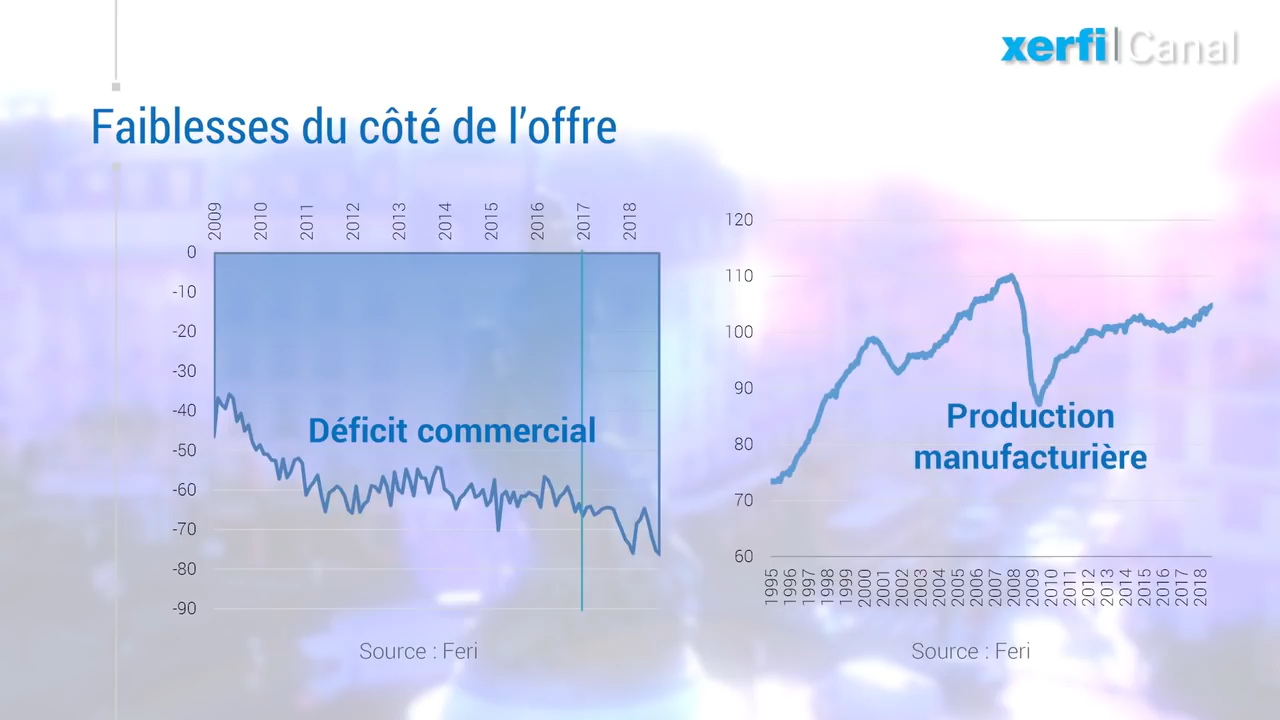 xerfi Canal
Faiblesses du côté de l'offre
2009 2010 2011 2012 2013 2014 2015 2016 2017 2018
0
-10
-20
-30
-40
-50
-60
-70
-80
-90
Déficit commercial
Source : Feri
120
110
100
90
80
70
60
Production
manufacturière
1995 1996 1997 1998 1999 2000 2001 2002 2003 2004 2005 2006 2007 2008 2009 2010 2011 2012 2013 2014 2015 2016 2017 2018
Source : Feri